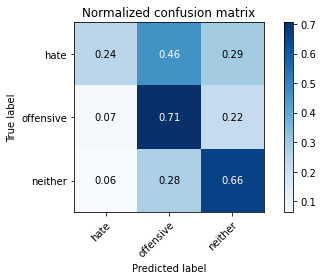 Normalized confusion matrix
True label
hate 0.24 0.46 0.29
offensive 0.07 0.71 0.22
neither 0.06 0.28 0.66
hate offensive neither
Predicted label
0.7
0.6
0.5
0.4
0.3
0.2
0.1